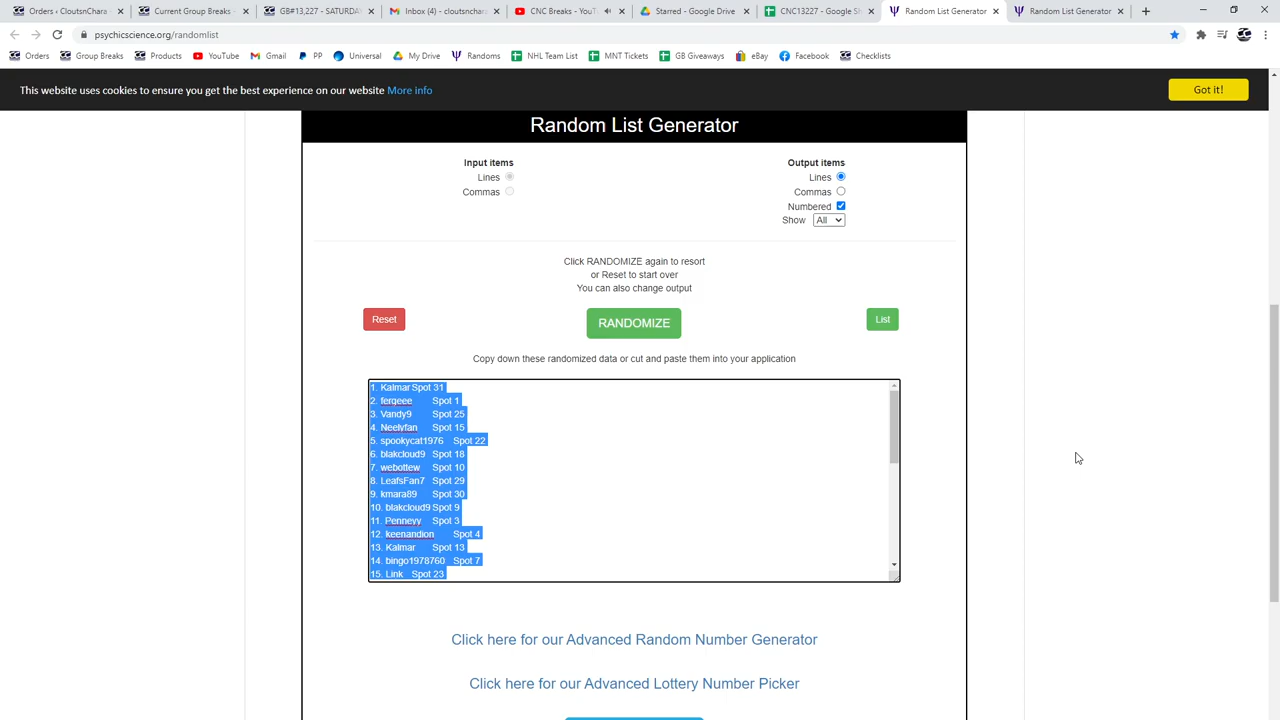 Orders ‹ CloutsnChara
Current Group Breaks -
GB#13,227 - SATURDAY
Inbox (4) - cloutsnchar
CNC Breaks - YouT
Starred - Google Drive
CNC13227 - Google Sh
Random List Generator
Random List Generator
psychicscience.org/randomlist
Orders
Group Breaks
Products
YouTube
Gmail
PP
Universal
My Drive
Randoms
NHL Team List
MNT Tickets
GB Giveaways
eBay
Facebook
Checklists
This website uses cookies to ensure you get the best experience on our website More info
Got it!
Random List Generator
Input items
Lines
Commas
Output items
Lines
Commas
Numbered
Show All
Click RANDOMIZE again to resort
or Reset to start over
You can also change output
Reset
RANDOMIZE
List
Copy down these randomized data or cut and paste them into your application
1. Kalmar Spot 31
2. fergeee Spot 1
3. Vandy9 Spot 25
4. Neelyfan Spot 15
5. spookycat1976 Spot 22
6. blakcloud9 Spot 18
7. webottew Spot 10
8. LeafsFan7 Spot 29
9. kmara89 Spot 30
10. blakcloud9 Spot 9
11. Penneyy Spot 3
12. keenandion Spot 4
13. Kalmar Spot 13
14. bingo1978760 Spot 7
15. Link Spot 23
Click here for our Advanced Random Number Generator
Click here for our Advanced Lottery Number Picker